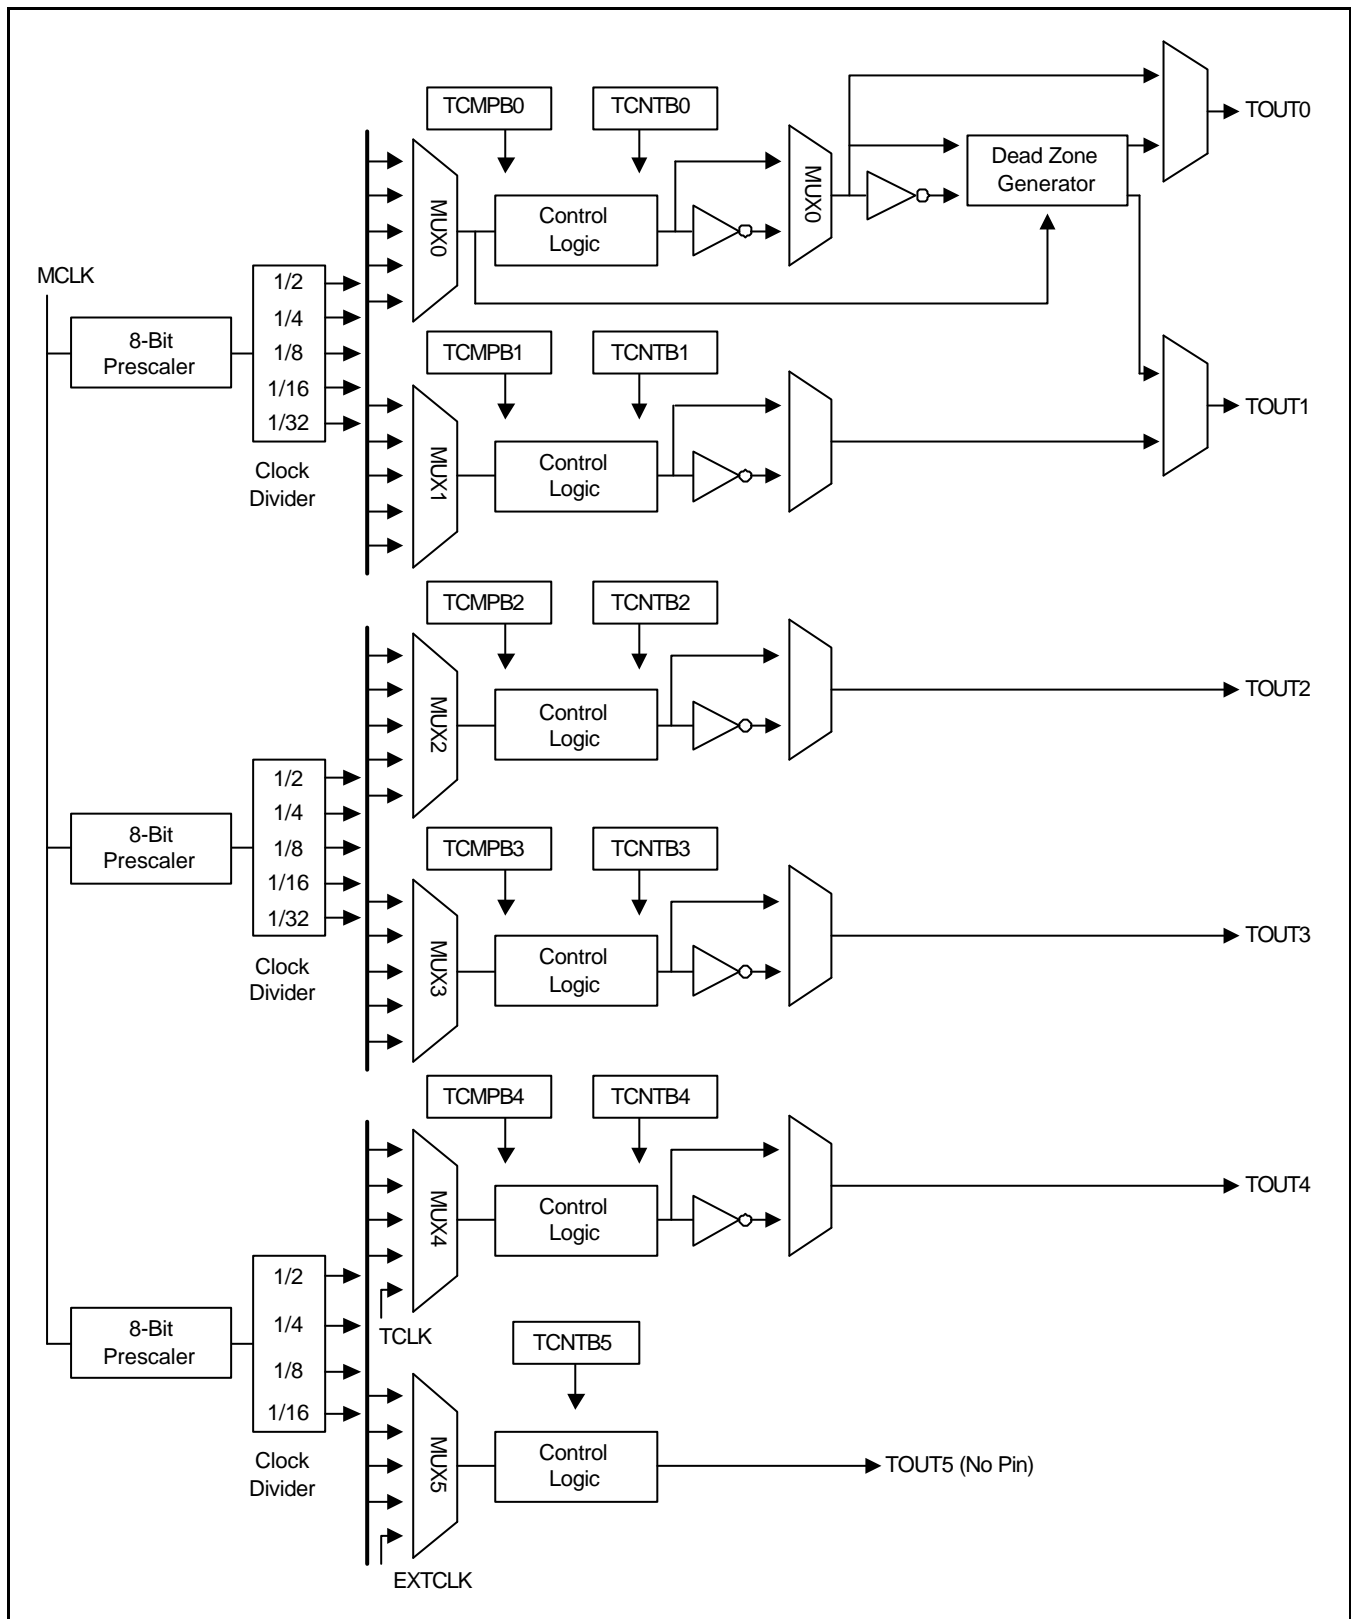 TCMPB0
TCNTB0
TOUT0
Dead Zone
Generator
Control
Logic
MUX0
MUX0
MCLK
8-Bit
Prescaler
1/2
1/4
1/8
1/16
1/32
Clock
Divider
TCMPB1
TCNTB1
TOUT1
MUX1
Control
Logic
TCMPB2
TCNTB2
MUX2
Control
Logic
TOUT2
8-Bit
Prescaler
1/2
1/4
1/8
1/16
1/32
Clock
Divider
TCMPB3
TCNTB3
MUX3
Control
Logic
TOUT3
TCMPB4
TCNTB4
MUX4
Control
Logic
TOUT4
8-Bit
Prescaler
1/2
1/4
1/8
1/16
Clock
Divider
TCLK
TCNTB5
MUX5
Control
Logic
TOUT5 (No Pin)
EXTCLK